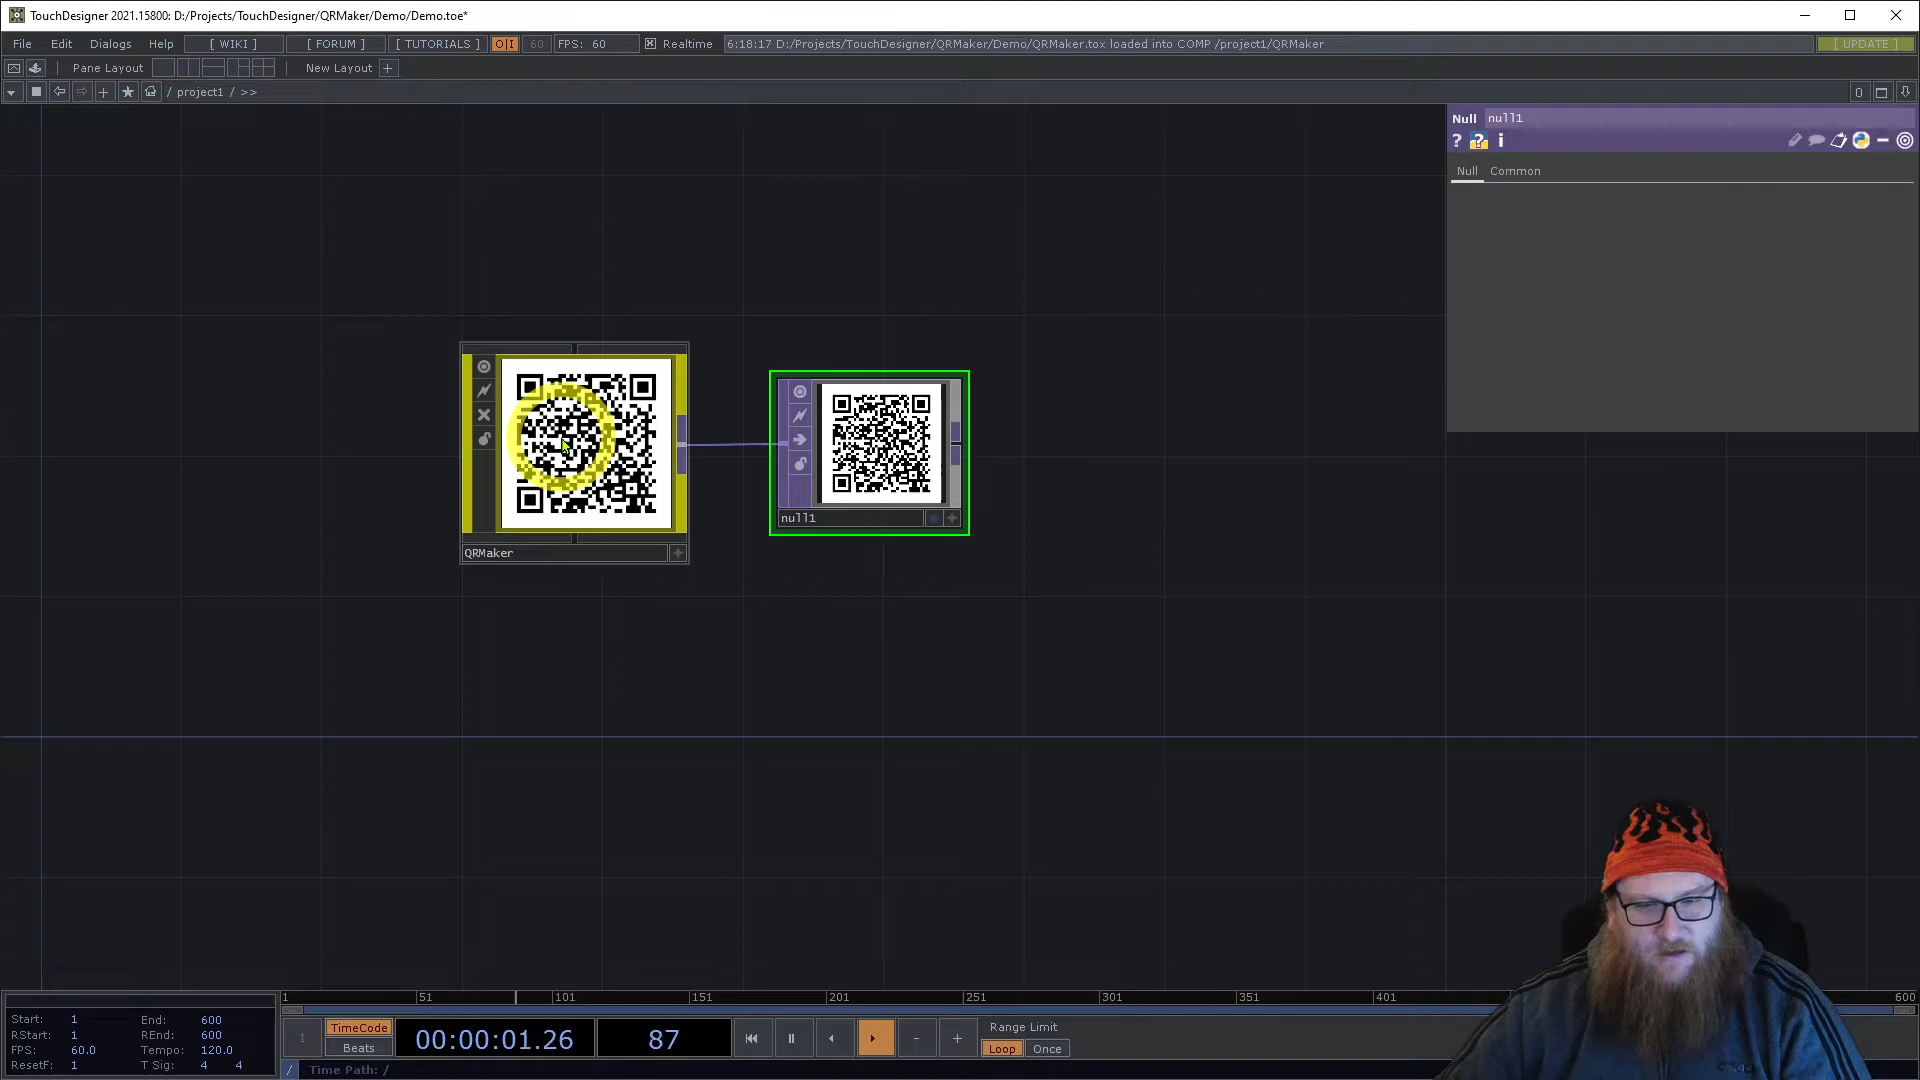 TouchDesigner 2021.15800: D:/Projects/TouchDesigner/QRMaker/Demo/Demo.toe*
File Edit Dialogs Help [ WIKI ] [ FORUM ] [ TUTORIALS ] O|I 60 FPS: 60 Realtime 6:18:17 D:/Projects/TouchDesigner/QRMaker/Demo/QRMaker.tox loaded into COMP /project1/QRMaker [ UPDATE ]
Pane Layout New Layout +
/ project1 / >> 0
Null null1
? ? i
Null Common
null1
QRMaker
1 51 101 151 201 251 301 351 401 600
Start: 1 End: 600
RStart: 1 REnd: 600
FPS: 60.0 Tempo: 120.0
ResetF: 1 T Sig: 4 4
TimeCode
Beats
00:00:01.26 87
Range Limit
Loop Once
/ Time Path: /